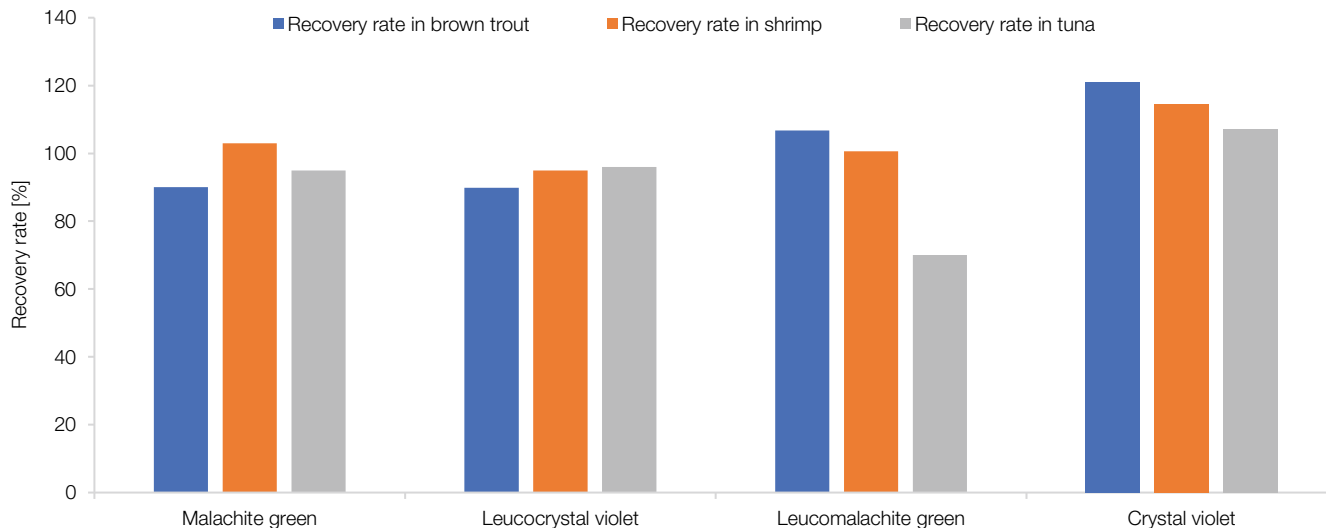 140
Recovery rate in brown trout
Recovery rate in shrimp
Recovery rate in tuna
120
100
80
60
40
20
0
Recovery rate [%]
Malachite green
Leucocrystal violet
Leucomalachite green
Crystal violet